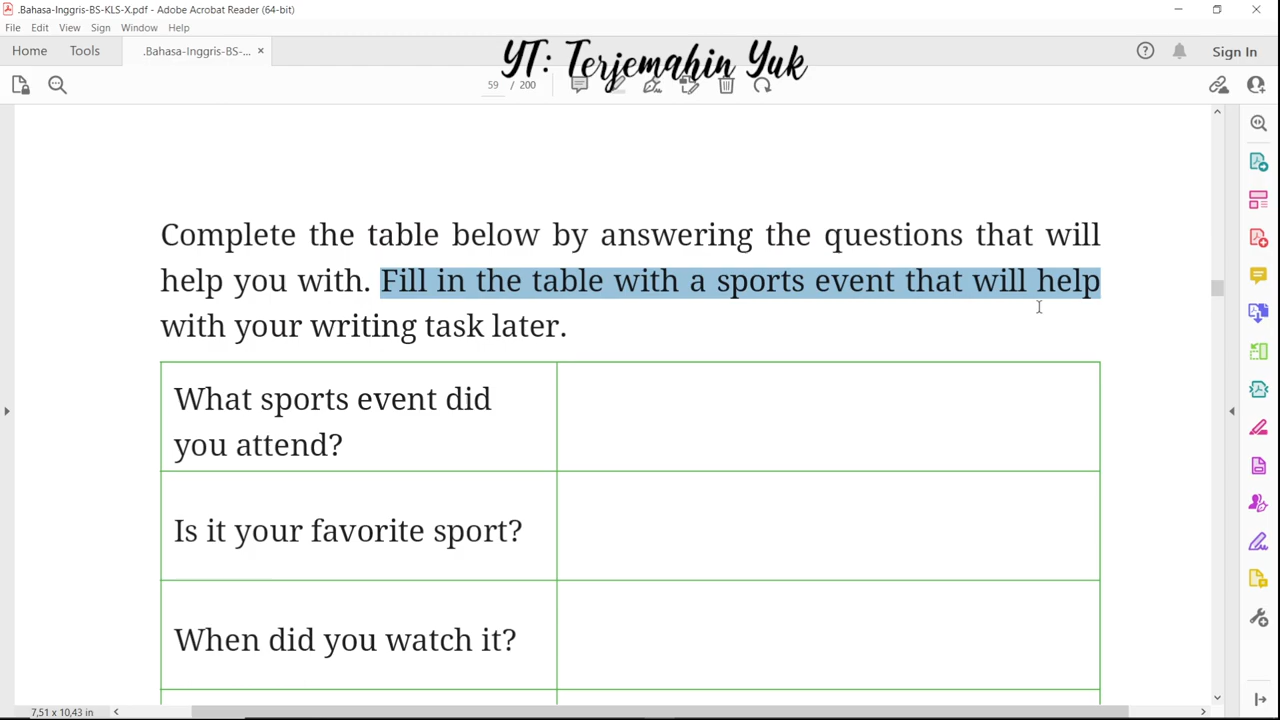 .Bahasa-Inggris-BS-KLS-X.pdf - Adobe Acrobat Reader (64-bit)
File Edit View Sign Window Help
Home Tools .Bahasa-Inggris-BS-... × Sign In
YT: Terjemahin Yuk
59 / 200
Complete the table below by answering the questions that will
help you with. Fill in the table with a sports event that will help
with your writing task later.
What sports event did
you attend?
Is it your favorite sport?
When did you watch it?
7,51 x 10,43 in